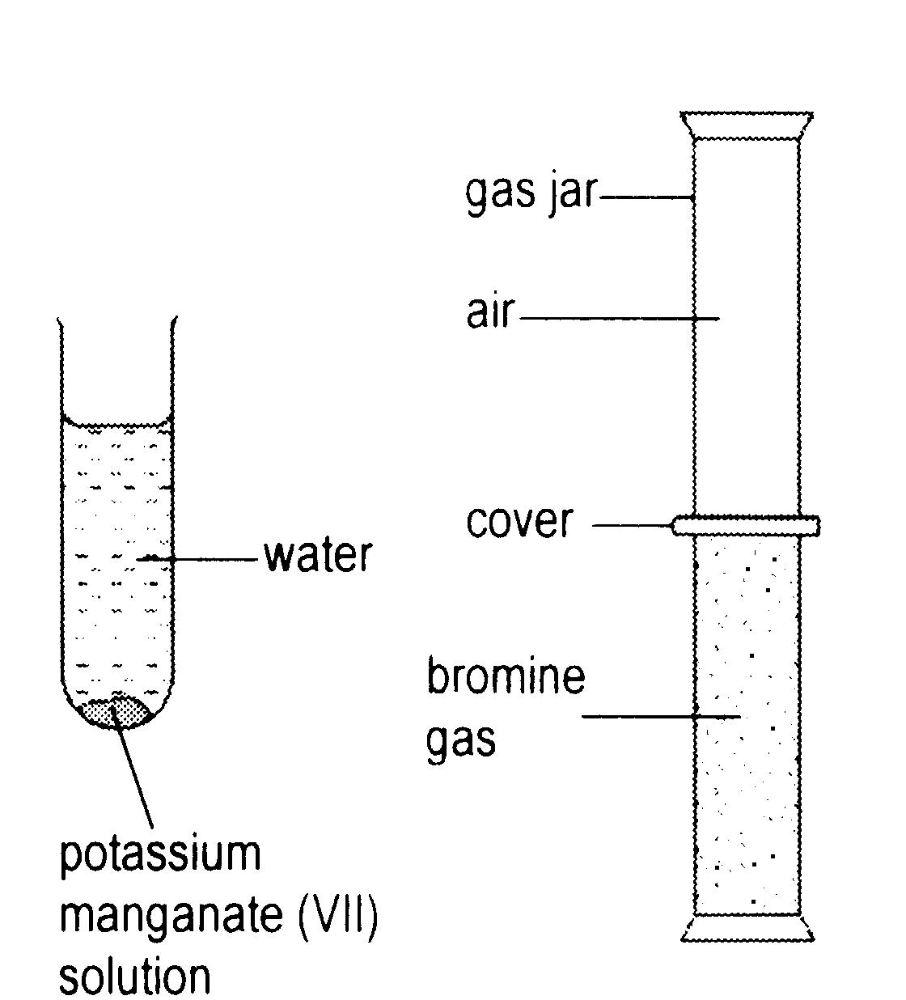 gas jar
air
cover
water
bromine
gas
potassium
manganate (VII)
solution